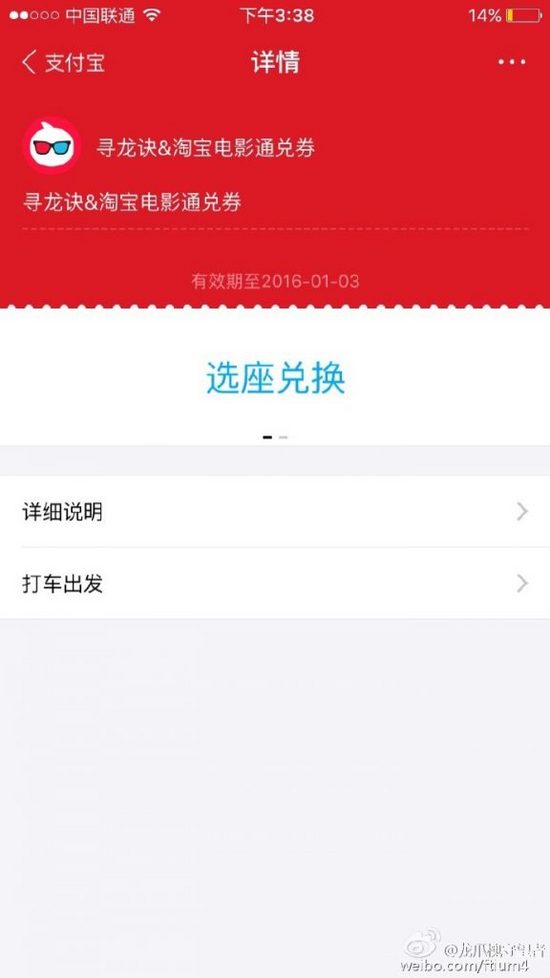 中国联通 下午3:38 14%
支付宝 详情
寻龙诀&淘宝电影通兑券
寻龙诀&淘宝电影通兑券
有效期至2016-01-03
选座兑换
详细说明
打车出发
weibo.com/ftium4